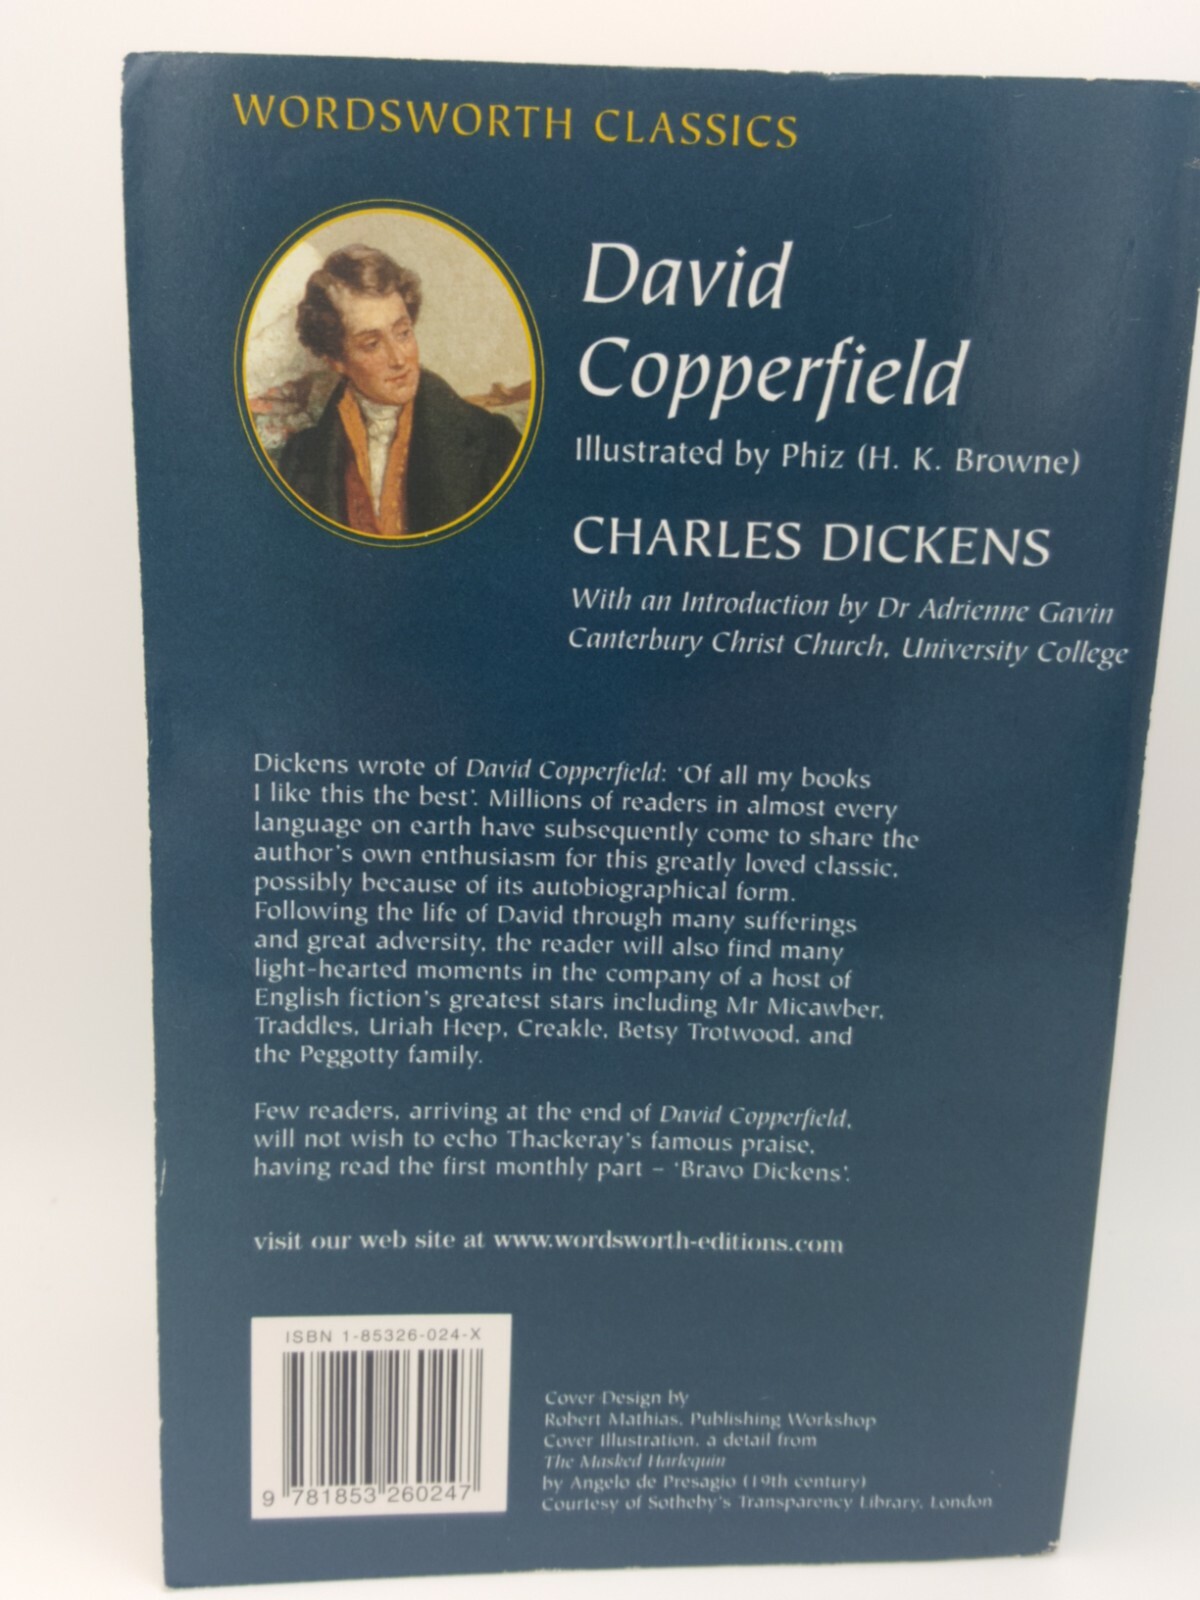 WORDSWORTH CLASSICS
David
Copperfield
Illustrated by Phiz (H. K. Browne)
CHARLES DICKENS
With an Introduction by Dr Adrienne Gavin
Canterbury Christ Church, University College
Dickens wrote of David Copperfield: ‘Of all my books
I like this the best’. Millions of readers in almost every
language on earth have subsequently come to share the
author’s own enthusiasm for this greatly loved classic,
possibly because of its autobiographical form.
Following the life of David through many sufferings
and great adversity, the reader will also find many
light-hearted moments in the company of a host of
English fiction’s greatest stars including Mr Micawber,
Traddles, Uriah Heep, Creakle, Betsy Trotwood, and
the Peggotty family.
Few readers, arriving at the end of David Copperfield,
will not wish to echo Thackeray’s famous praise,
having read the first monthly part – ‘Bravo Dickens’.
visit our web site at www.wordsworth-editions.com
ISBN 1-85326-024-X
9 781853 260247
Cover Design by
Robert Mathias, Publishing Workshop
Cover Illustration, a detail from
The Masked Harlequin
by Angelo de Presagio (19th century)
Courtesy of Sotheby’s Transparency Library, London